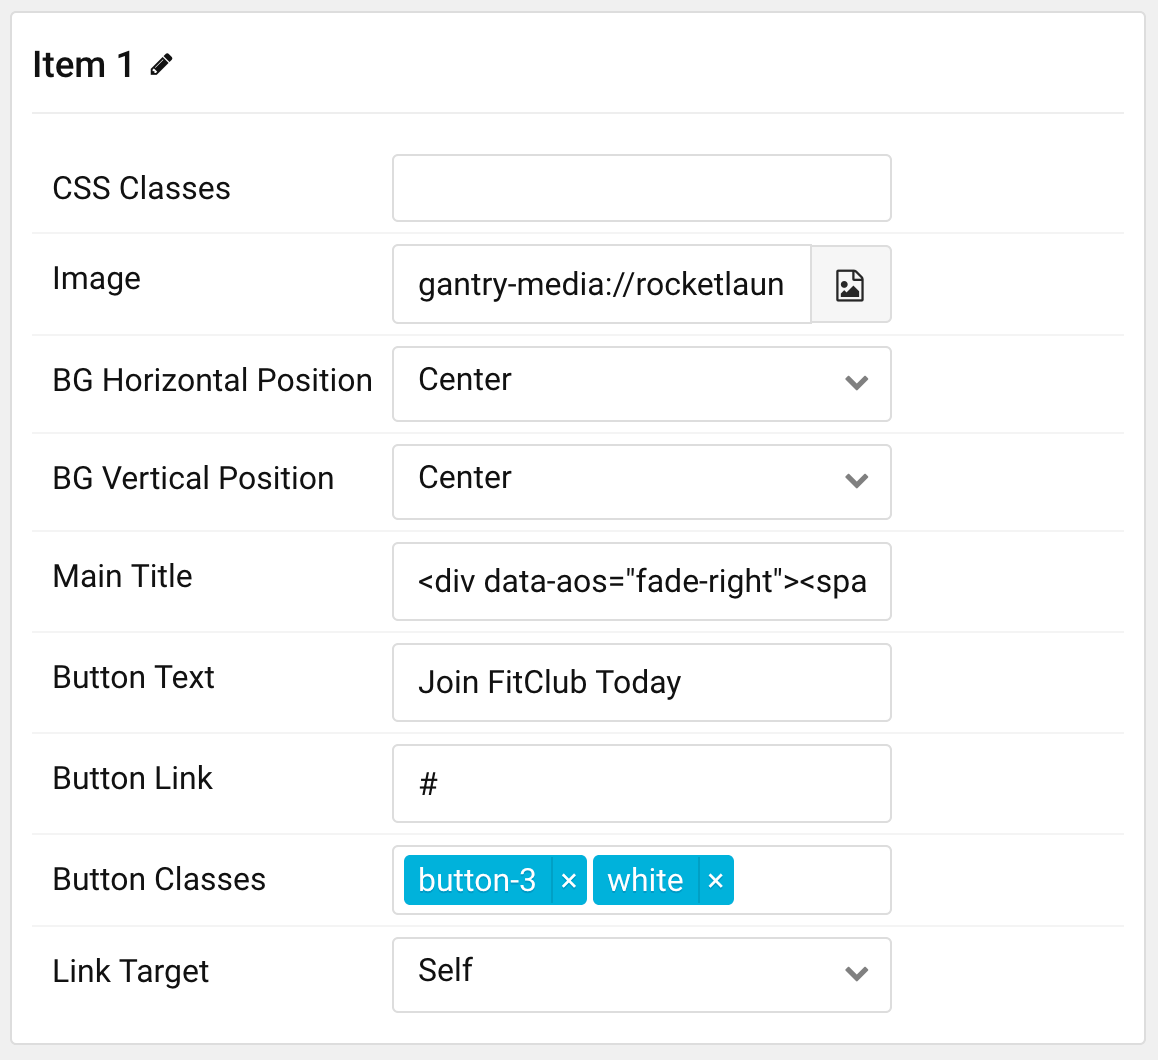 Item 1
CSS Classes
Image gantry-media://rocketlaun
BG Horizontal Position Center
BG Vertical Position Center
Main Title <div data-aos="fade-right"><spa
Button Text Join FitClub Today
Button Link #
Button Classes button-3 × white ×
Link Target Self